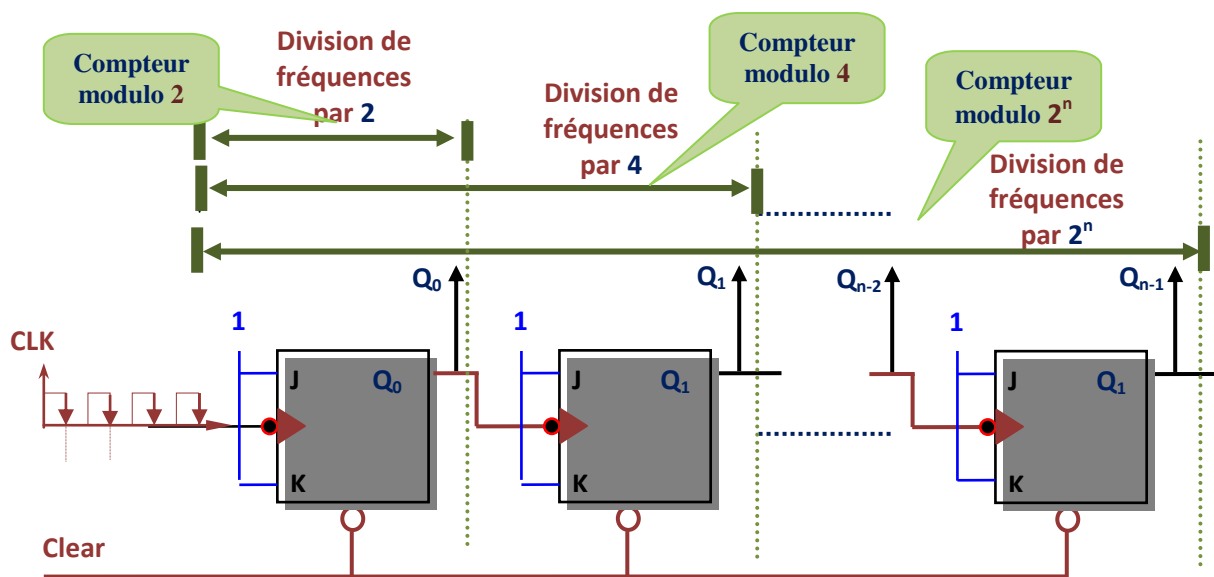 Compteur
modulo 2
Division de
fréquences
par 2
Division de
fréquences
par 4
Compteur
modulo 4
Compteur
modulo 2ⁿ
Division de
fréquences
par 2ⁿ
Q₀
Q₁
Qₙ₋₂
Qₙ₋₁
CLK
1
J
Q₀
K
1
J
Q₁
K
1
J
Q₁
K
Clear